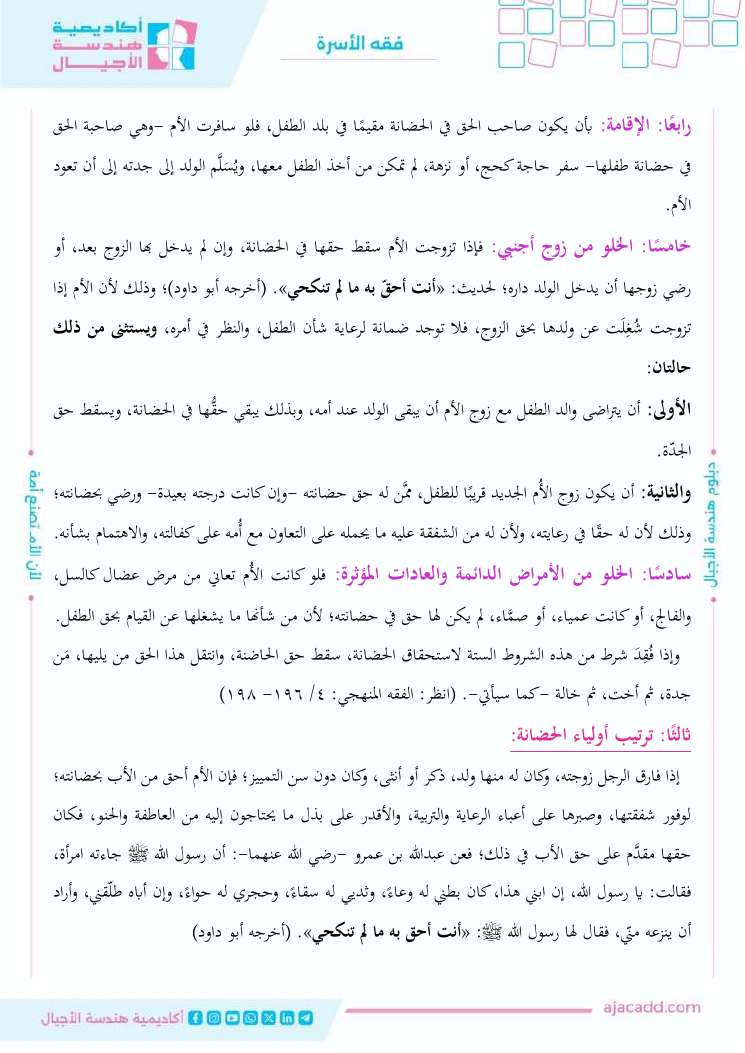 أكاديمية
هندسة
الأجيال
فقه الأسرة
رابعًا: الإقامة: بأن يكون صاحب الحق في الحضانة مقيمًا في بلد الطفل، فلو سافرت الأم –وهي صاحبة الحق
في حضانة طفلها– سفر حاجة كحج، أو نزهة، لم تمكن من أخذ الطفل معها، ويُسَلَّم الولد إلى جدته إلى أن تعود
الأم.
خامسًا: الخلو من زوج أجنبي: فإذا تزوجت الأم سقط حقها في الحضانة، وإن لم يدخل بها الزوج بعد، أو
رضي زوجها أن يدخل الولد داره؛ لحديث: «أنت أحقّ به ما لم تنكحي». (أخرجه أبو داود)؛ وذلك لأن الأم إذا
تزوجت شُغِلَت عن ولدها بحق الزوج، فلا توجد ضمانة لرعاية شأن الطفل، والنظر في أمره، ويستثنى من ذلك
حالتان:
الأولى: أن يتراضى والد الطفل مع زوج الأم أن يبقى الولد عند أمه، وبذلك يبقي حقُّها في الحضانة، ويسقط حق
الجدّة.
والثانية: أن يكون زوج الأُم الجديد قريبًا للطفل، ممَّن له حق حضانته –وإن كانت درجته بعيدة– ورضي بحضانته؛
وذلك لأن له حقًا في رعايته، ولأن له من الشفقة عليه ما يحمله على التعاون مع أُمه على كفالته، والاهتمام بشأنه.
سادسًا: الخلو من الأمراض الدائمة والعادات المؤثرة: فلو كانت الأُم تعاني من مرض عضال كالسل،
والفالج، أو كانت عمياء، أو صمَّاء، لم يكن لها حق في حضانته؛ لأن من شأنها ما يشغلها عن القيام بحق الطفل.
وإذا فُقِدَ شرط من هذه الشروط الستة لاستحقاق الحضانة، سقط حق الحاضنة، وانتقل هذا الحق من يليها، مَن
جدة، ثم أخت، ثم خالة –كما سيأتي–. (انظر: الفقه المنهجي: ٤/ ١٩٦– ١٩٨)
ثالثًا: ترتيب أولياء الحضانة:
إذا فارق الرجل زوجته، وكان له منها ولد، ذكر أو أنثى، وكان دون سن التمييز؛ فإن الأم أحق من الأب بحضانته؛
لوفور شفقتها، وصبرها على أعباء الرعاية والتربية، والأقدر على بذل ما يحتاجون إليه من العاطفة والحنو، فكان
حقها مقدَّم على حق الأب في ذلك؛ فعن عبدالله بن عمرو –رضي الله عنهما–: أن رسول الله ﷺ جاءته امرأة،
فقالت: يا رسول الله، إن ابني هذا، كان بطني له وعاءً، وثديي له سقاءً، وحجري له حواءً، وإن أباه طلّقني، وأراد
أن ينزعه منّي، فقال لها رسول الله ﷺ: «أنت أحق به ما لم تنكحي». (أخرجه أبو داود)
دبلوم هندسة الأجيال
لأن الأم تصنع أمة
أكاديمية هندسة الأجيال
ajacadd.com